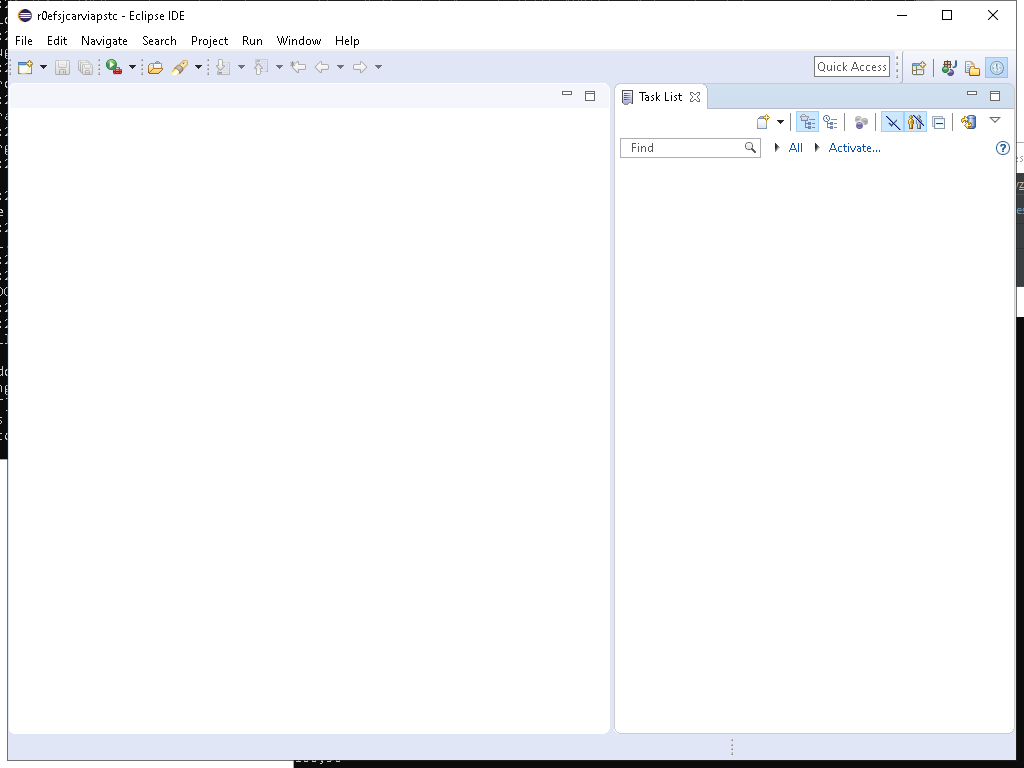 r0efsjcarviapstc - Eclipse IDE
File Edit Navigate Search Project Run Window Help
Quick Access
Task List
Find All Activate...